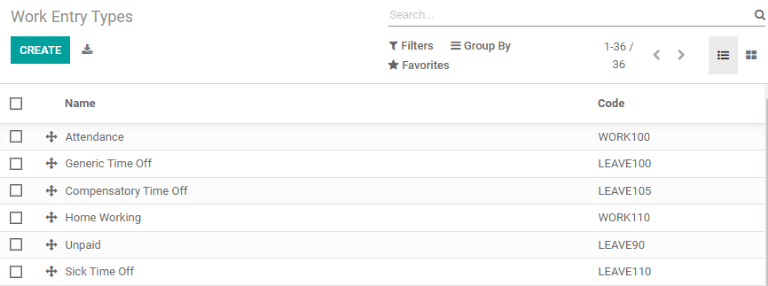 Work Entry Types
Search...
CREATE
Filters Group By
Favorites
1-36 /
36
Name Code
Attendance WORK100
Generic Time Off LEAVE100
Compensatory Time Off LEAVE105
Home Working WORK110
Unpaid LEAVE90
Sick Time Off LEAVE110